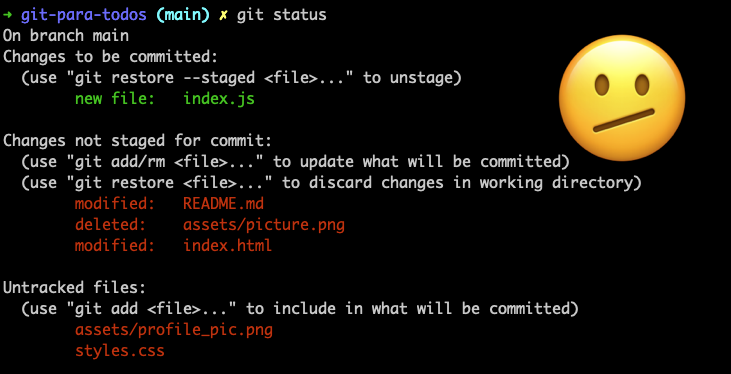 ➜ git-para-todos (main) ✗ git status
On branch main
Changes to be committed:
  (use "git restore --staged <file>..." to unstage)
        new file:   index.js

Changes not staged for commit:
  (use "git add/rm <file>..." to update what will be committed)
  (use "git restore <file>..." to discard changes in working directory)
        modified:   README.md
        deleted:    assets/picture.png
        modified:   index.html

Untracked files:
  (use "git add <file>..." to include in what will be committed)
        assets/profile_pic.png
        styles.css